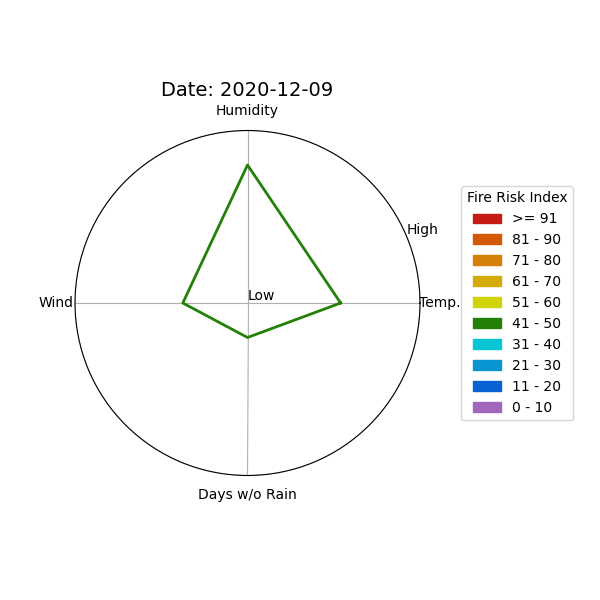 Date: 2020-12-09
Humidity
High
Low
Wind
Temp.
Days w/o Rain
Fire Risk Index
>= 91
81 - 90
71 - 80
61 - 70
51 - 60
41 - 50
31 - 40
21 - 30
11 - 20
0 - 10